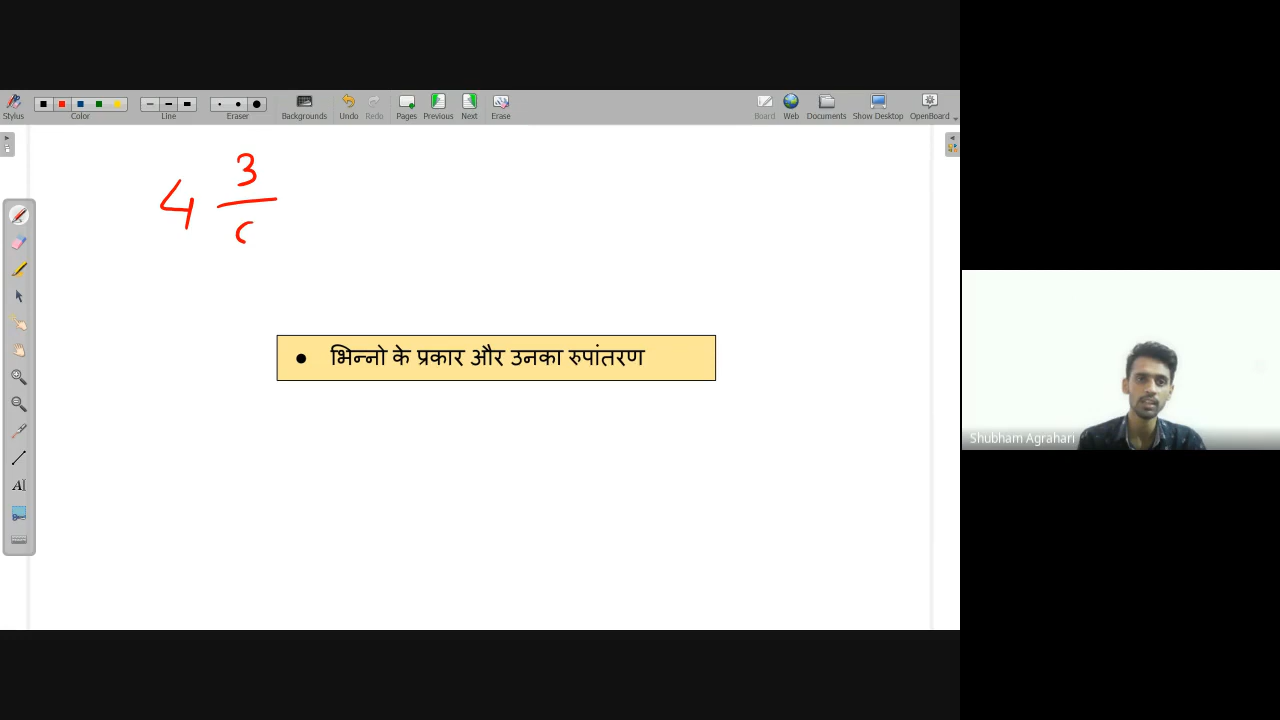 Stylus
Color
Line
Eraser
Backgrounds
Undo
Redo
Pages
Previous
Next
Erase
Board
Web
Documents
Show Desktop
OpenBoard
4 3
● भिन्नो के प्रकार और उनका रुपांतरण
Shubham Agrahari